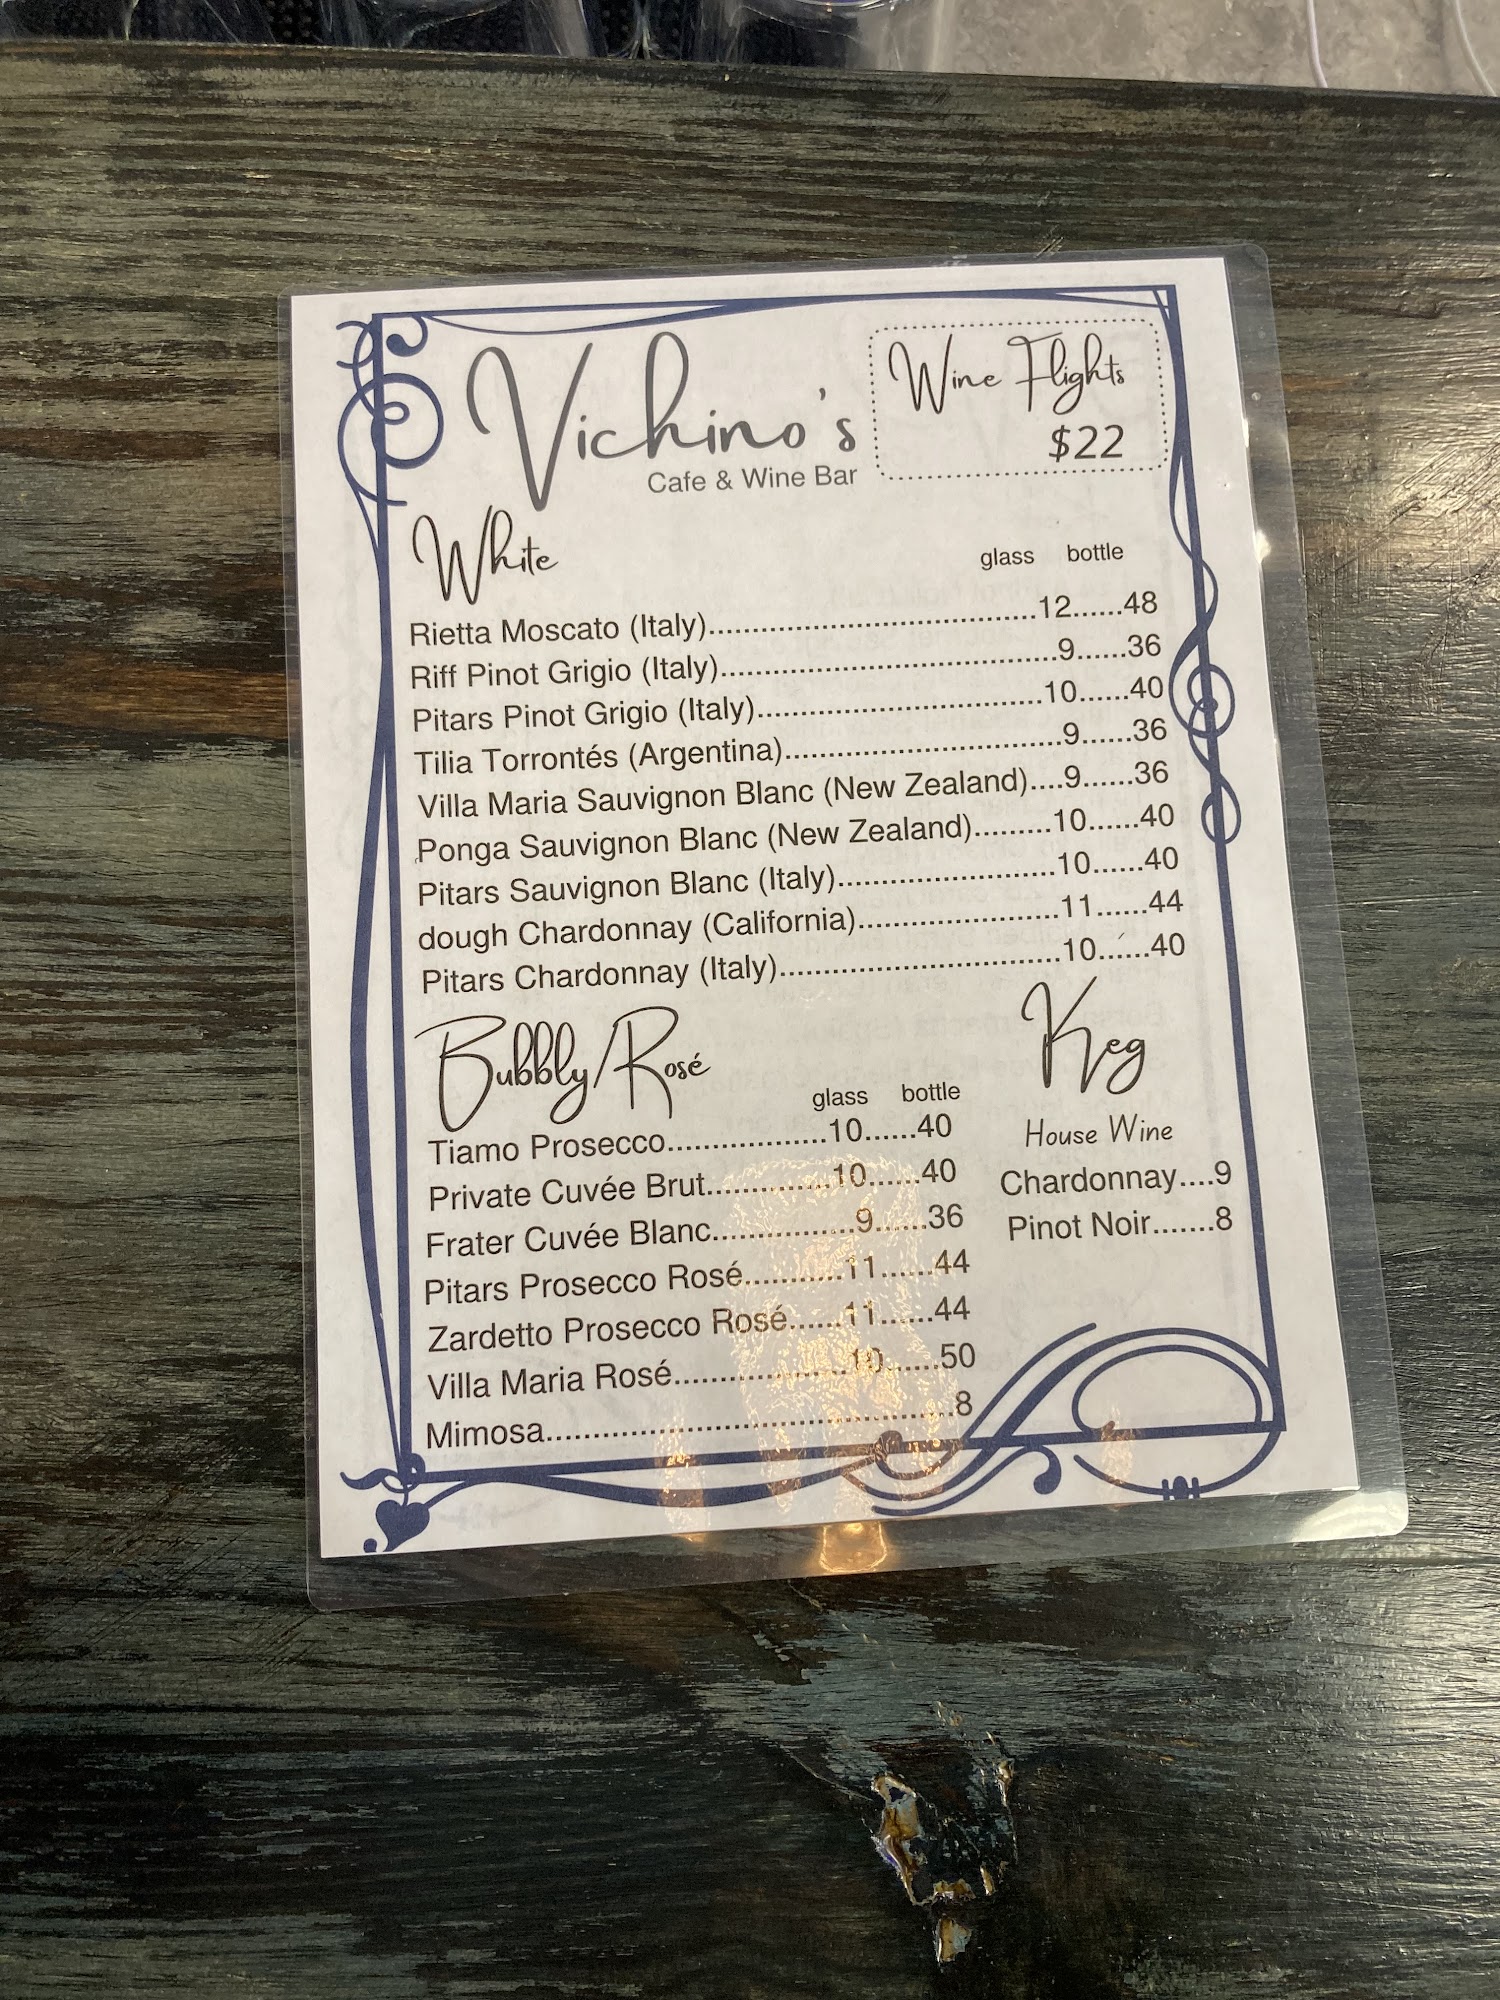 Vichino's
Cafe & Wine Bar
Wine Flights
$22
White
glass bottle
Rietta Moscato (Italy)....................................12......48
Riff Pinot Grigio (Italy).....................................9......36
Pitars Pinot Grigio (Italy)...............................10......40
Tilia Torrontés (Argentina)..............................9......36
Villa Maria Sauvignon Blanc (New Zealand)....9......36
Ponga Sauvignon Blanc (New Zealand).........10......40
Pitars Sauvignon Blanc (Italy)........................10......40
dough Chardonnay (California)......................11......44
Pitars Chardonnay (Italy)...............................10......40
Bubbly/Rosé
glass bottle
Tiamo Prosecco..................10......40
Private Cuvée Brut..............10......40
Frater Cuvée Blanc................9......36
Pitars Prosecco Rosé...........11......44
Zardetto Prosecco Rosé......11......44
Villa Maria Rosé...................10......50
Mimosa.............................................8
Keg
House Wine
Chardonnay....9
Pinot Noir.......8